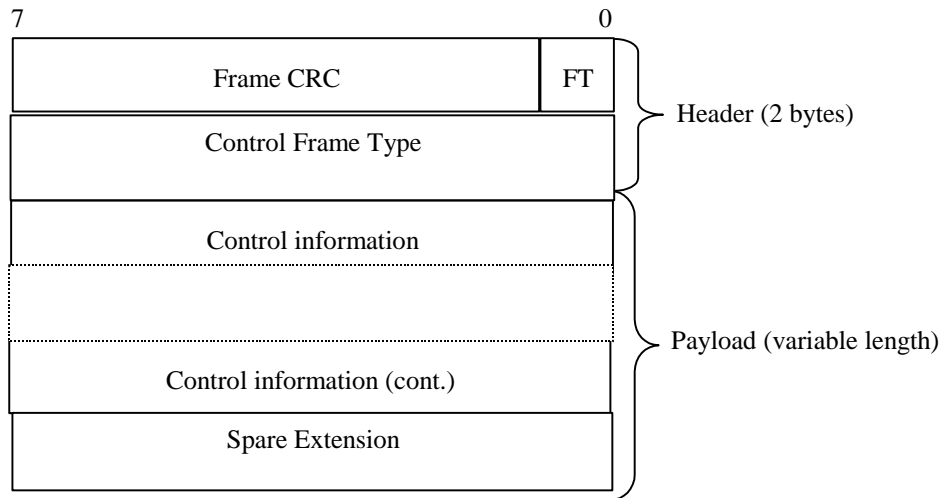 7 0
Frame CRC FT
Header (2 bytes)
Control Frame Type
Control information
Payload (variable length)
Control information (cont.)
Spare Extension